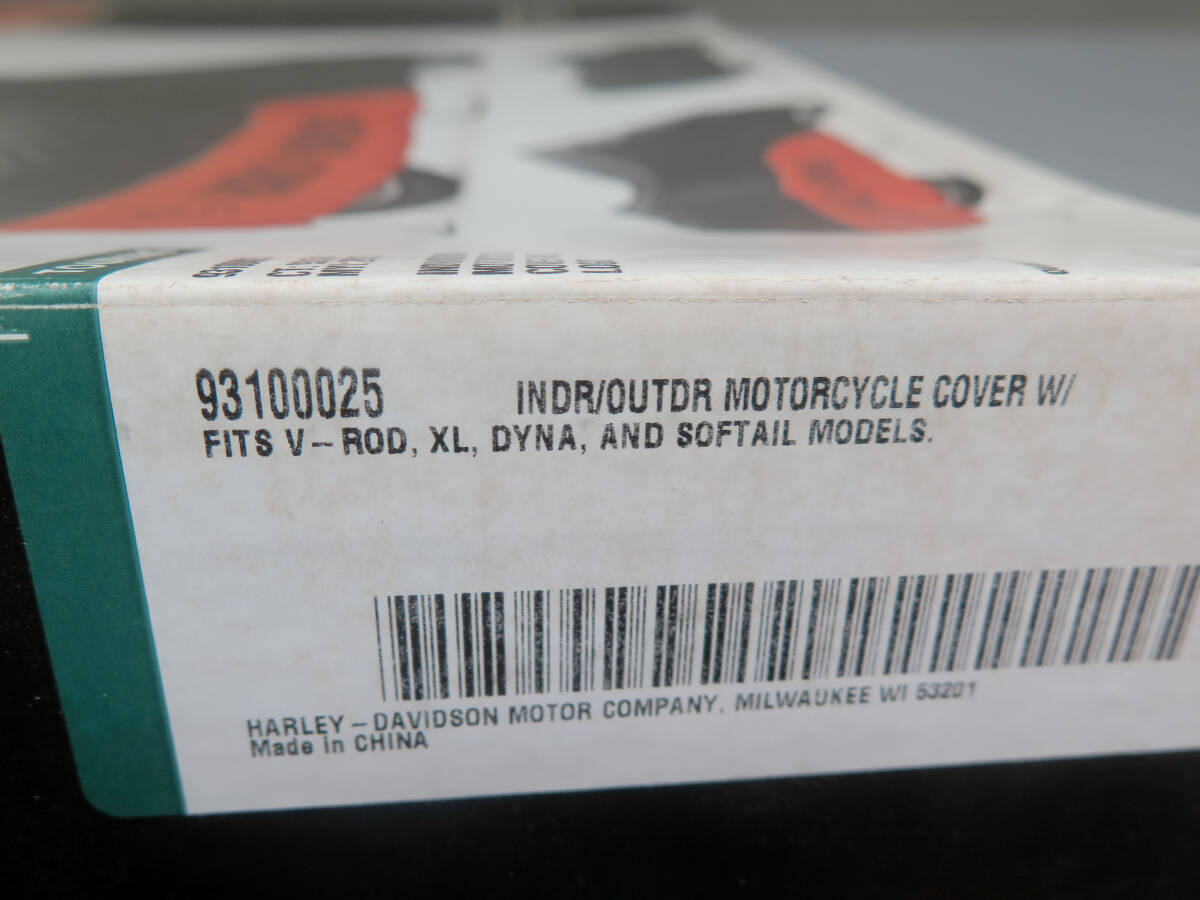 93100025 INDR/OUTDR MOTORCYCLE COVER W/
FITS V-ROD, XL, DYNA, AND SOFTAIL MODELS.
HARLEY-DAVIDSON MOTOR COMPANY. MILWAUKEE WI 53201
Made in CHINA